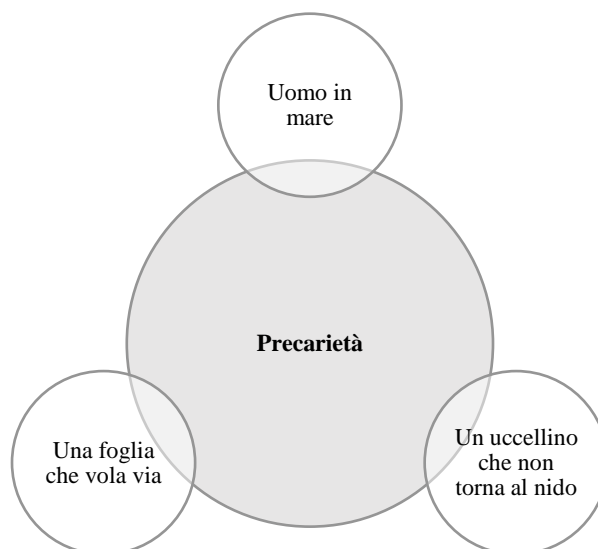 Uomo in
mare
Precarietà
Una foglia
che vola via
Un uccellino
che non
torna al nido